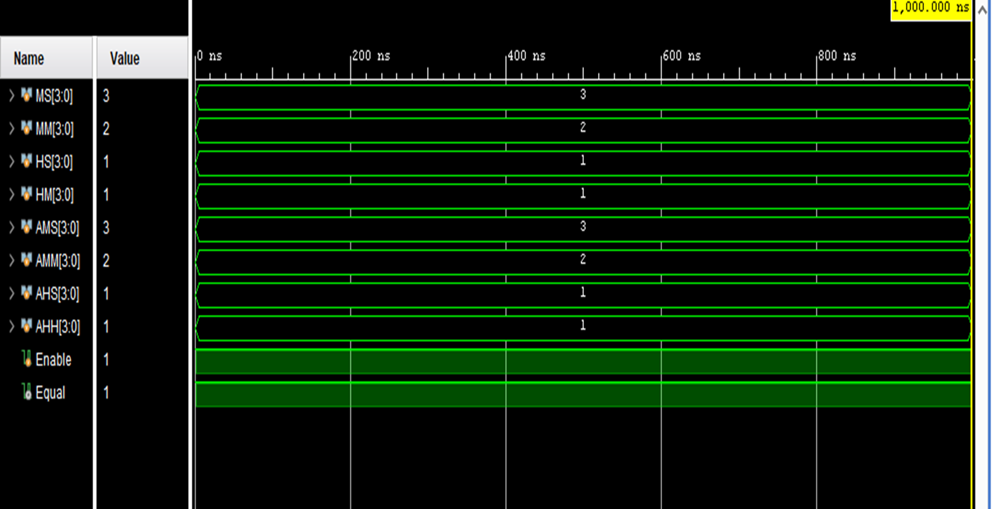 1,000.000 ns
Name Value 0 ns 200 ns 400 ns 600 ns 800 ns
MS[3:0] 3 3
MM[3:0] 2 2
HS[3:0] 1 1
HM[3:0] 1 1
AMS[3:0] 3 3
AMM[3:0] 2 2
AHS[3:0] 1 1
AHH[3:0] 1 1
Enable 1
Equal 1